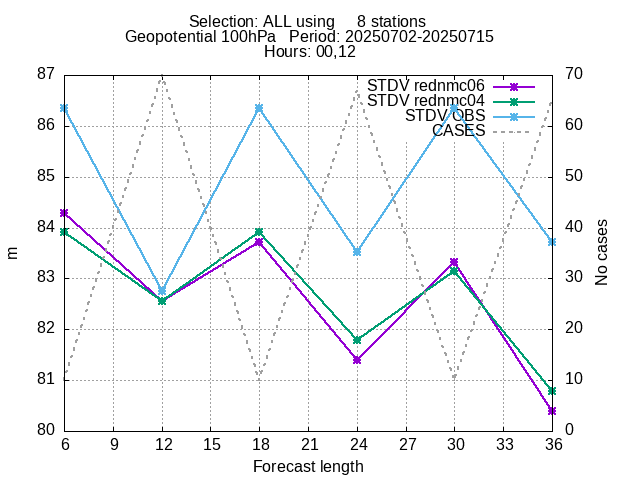 Selection: ALL using     8 stations
Geopotential 100hPa   Period: 20250702-20250715
Hours: 00,12
STDV rednmc06
STDV rednmc04
STDV OBS
CASES
87
86
85
84
83
82
81
80
m
70
60
50
40
30
20
10
0
No cases
6 9 12 15 18 21 24 27 30 33 36
Forecast length